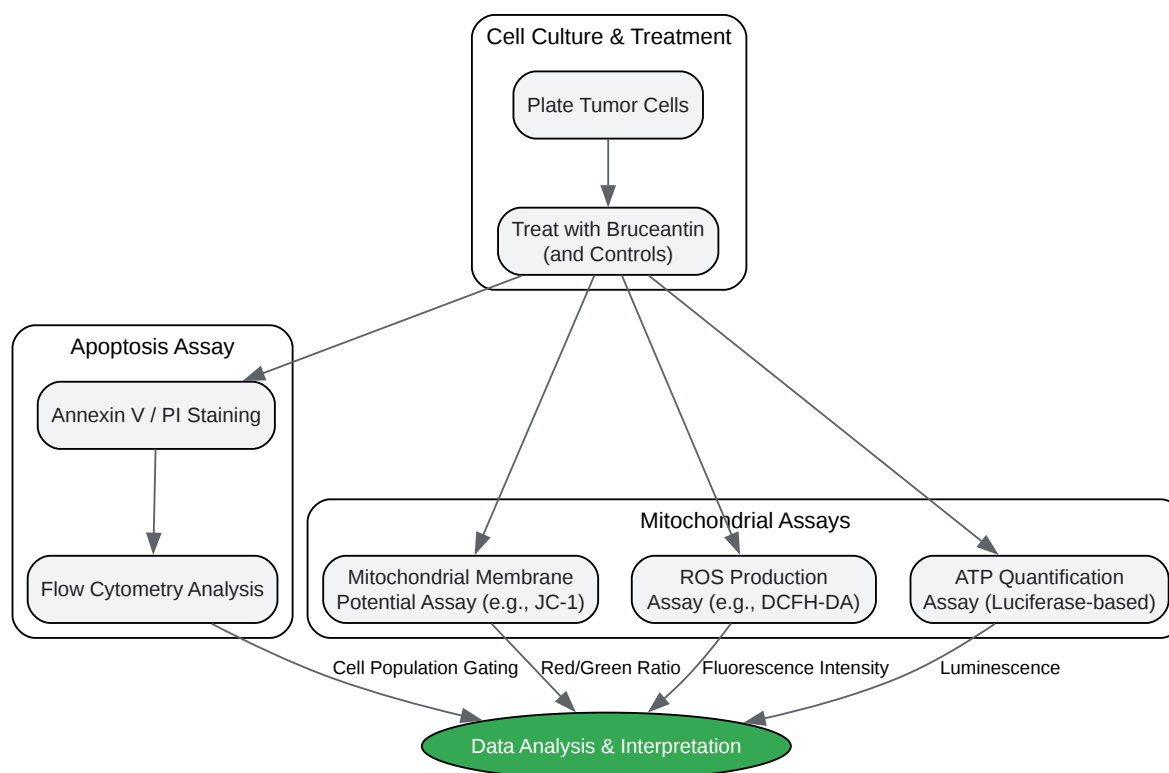 Cell Culture & Treatment
Plate Tumor Cells
Treat with Bruceantin
(and Controls)
Apoptosis Assay
Annexin V / PI Staining
Flow Cytometry Analysis
Mitochondrial Assays
Mitochondrial Membrane
Potential Assay (e.g., JC-1)
ROS Production
Assay (e.g., DCFH-DA)
ATP Quantification
Assay (Luciferase-based)
Cell Population Gating
Red/Green Ratio
Fluorescence Intensity
Luminescence
Data Analysis & Interpretation